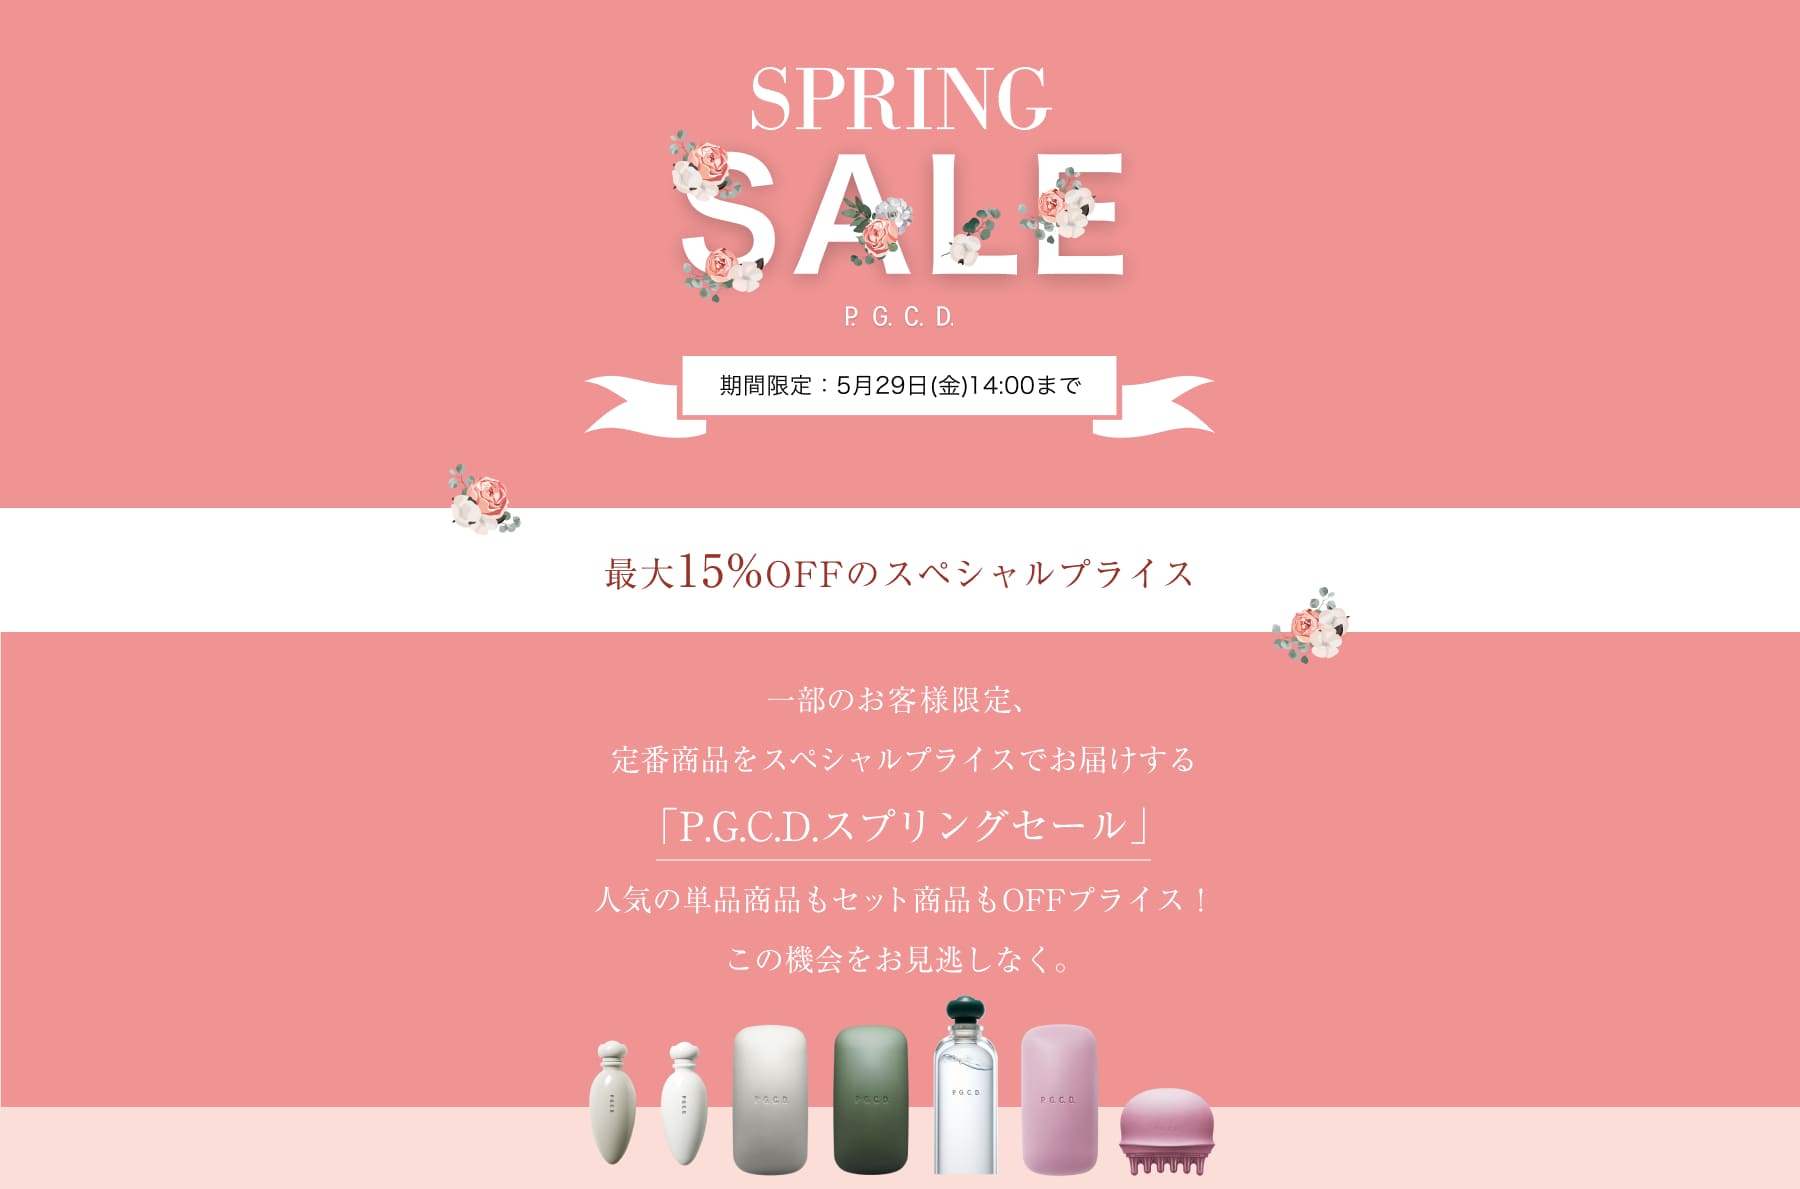 SPRING
SALE
P. G. C. D.
期間限定：5月29日(金)14:00まで
最大15%OFFのスペシャルプライス
一部のお客様限定、
定番商品をスペシャルプライスでお届けする
「P.G.C.D.スプリングセール」
人気の単品商品もセット商品もOFFプライス！
この機会をお見逃しなく。
P.G.C.D.
P.G.C.D.
P.G.C.D.
P.G.C.D.